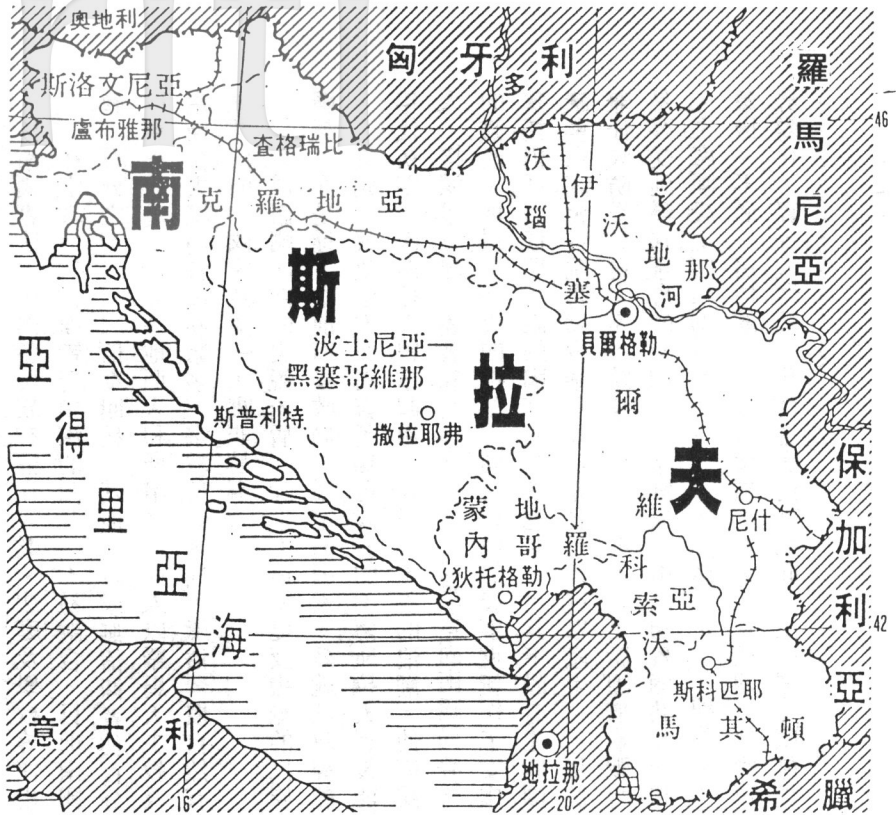 奧地利
匈牙利
羅馬尼亞
斯洛文尼亞
盧布雅那
查格瑞比
多瑙河
46
沃伊沃地那
南斯拉夫
克羅地亞
塞爾維亞
貝爾格勒
波士尼亞—
黑塞哥維那
撒拉耶弗
斯普利特
亞得里亞海
保加利亞
尼什
蒙地
內哥羅
狄托格勒
科索沃
42
斯科匹耶
馬其頓
意大利
地拉那
希臘
16
20